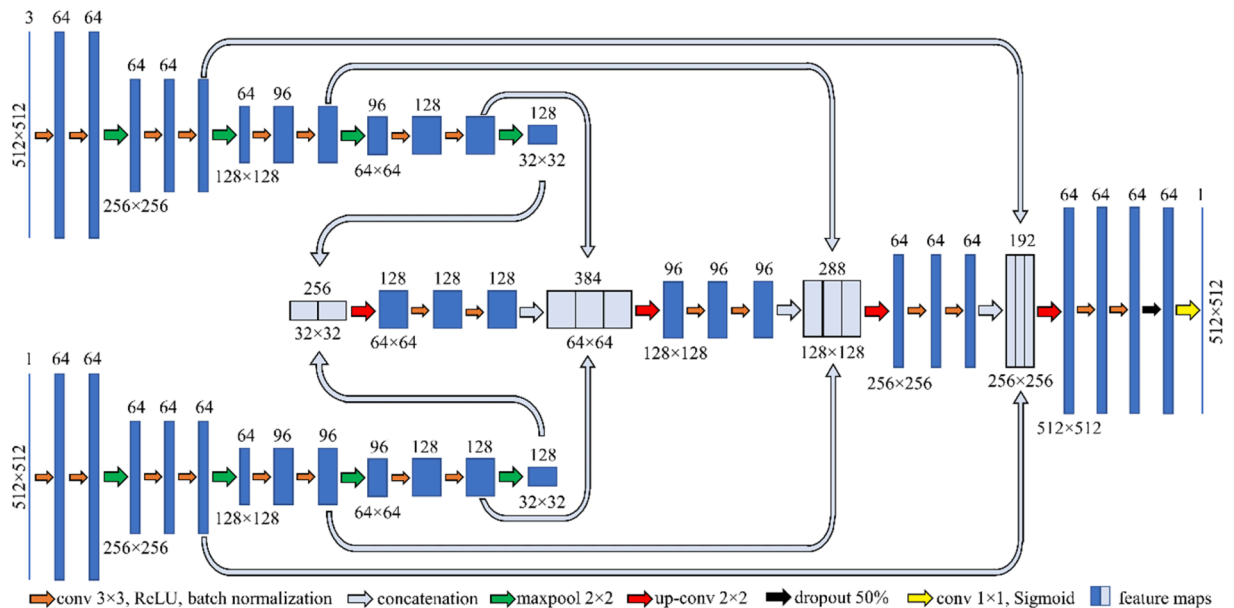 3 64 64
64 64
64 96
96 128
128
512×512
256×256
128×128
64×64
32×32
256
32×32
128 128 128
64×64
384
64×64
96 96 96
128×128
288
128×128
64 64 64
256×256
192
256×256
64 64 64 64 1
512×512
512×512
1 64 64
64 64 64
64 96 96
96 128 128
128
512×512
256×256
128×128
64×64
32×32
conv 3×3, ReLU, batch normalization
concatenation
maxpool 2×2
up-conv 2×2
dropout 50%
conv 1×1, Sigmoid
feature maps